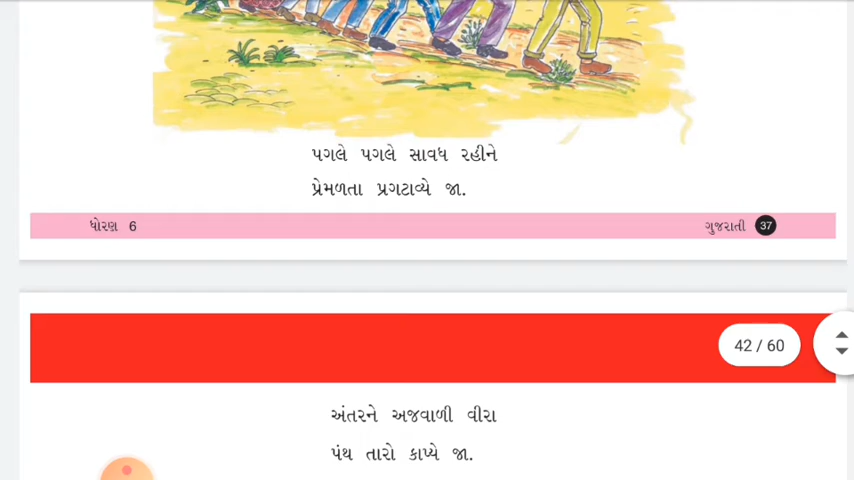 પગલે પગલે સાવધ રહીને
પ્રેમળતા પ્રગટાવ્યે જા.
ધોરણ 6
ગુજરાતી 37
42 / 60
અંતરને અજવાળી વીરા
પંથ તારો કાપ્યે જા.